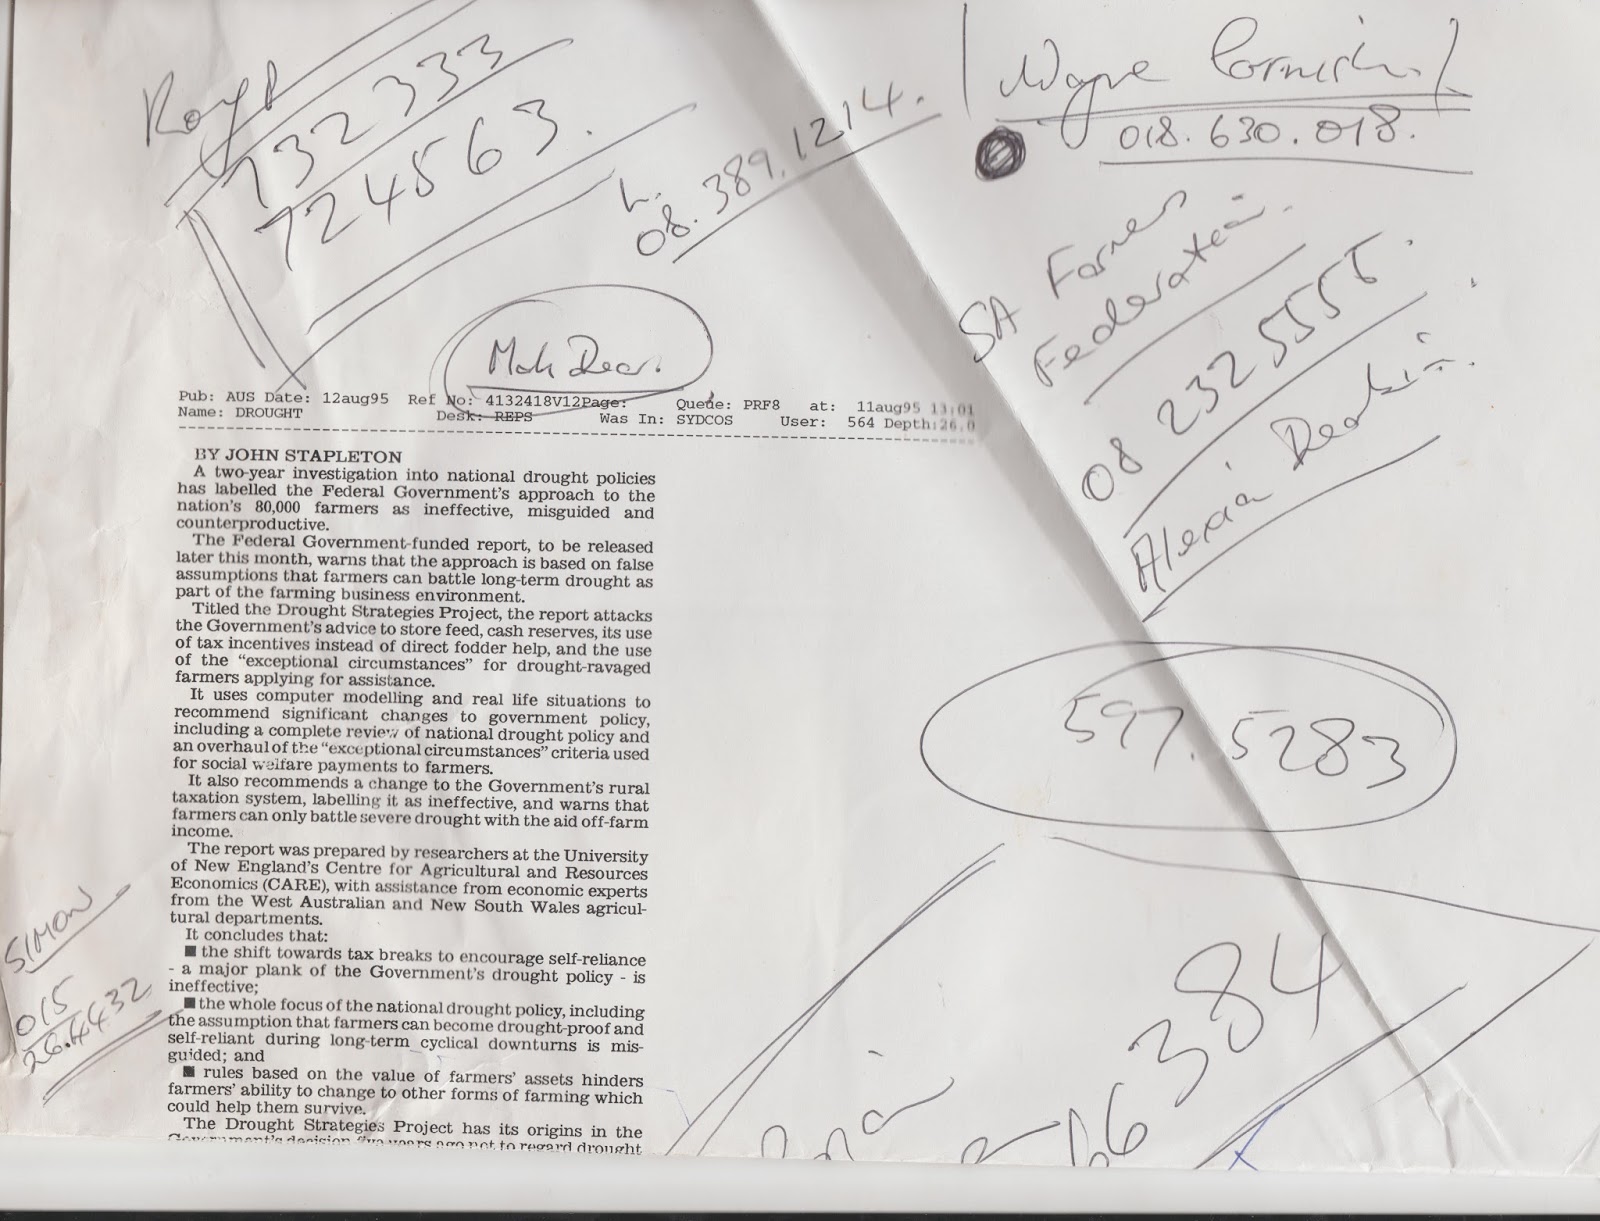 732333
724563.
08.389.1214.
Wayne Cornish.
018.630.018.
SA Farmers
Federation.
08 232 5555.
Alexia
Pub: AUS Date: 12aug95 Ref No: 4132418V12Page: Queue: PRF8 at: 11aug95 13:01
Name: DROUGHT Desk: REPS Was In: SYDCOS User: 564 Depth:26.0
BY JOHN STAPLETON
A two-year investigation into national drought policies
has labelled the Federal Government's approach to the
nation's 80,000 farmers as ineffective, misguided and
counterproductive.
The Federal Government-funded report, to be released
later this month, warns that the approach is based on false
assumptions that farmers can battle long-term drought as
part of the farming business environment.
Titled the Drought Strategies Project, the report attacks
the Government's advice to store feed, cash reserves, its use
of tax incentives instead of direct fodder help, and the use
of the "exceptional circumstances" for drought-ravaged
farmers applying for assistance.
It uses computer modelling and real life situations to
recommend significant changes to government policy,
including a complete review of national drought policy and
an overhaul of the "exceptional circumstances" criteria used
for social welfare payments to farmers.
It also recommends a change to the Government's rural
taxation system, labelling it as ineffective, and warns that
farmers can only battle severe drought with the aid off-farm
income.
The report was prepared by researchers at the University
of New England's Centre for Agricultural and Resources
Economics (CARE), with assistance from economic experts
from the West Australian and New South Wales agricul-
tural departments.
It concludes that:
■ the shift towards tax breaks to encourage self-reliance
- a major plank of the Government's drought policy - is
ineffective;
■ the whole focus of the national drought policy, including
the assumption that farmers can become drought-proof and
self-reliant during long-term cyclical downturns is mis-
guided; and
■ rules based on the value of farmers' assets hinders
farmers' ability to change to other forms of farming which
could help them survive.
The Drought Strategies Project has its origins in the
Government's decision five years ago not to regard drought
597.5283
SIMON
015
26.4432
384
66